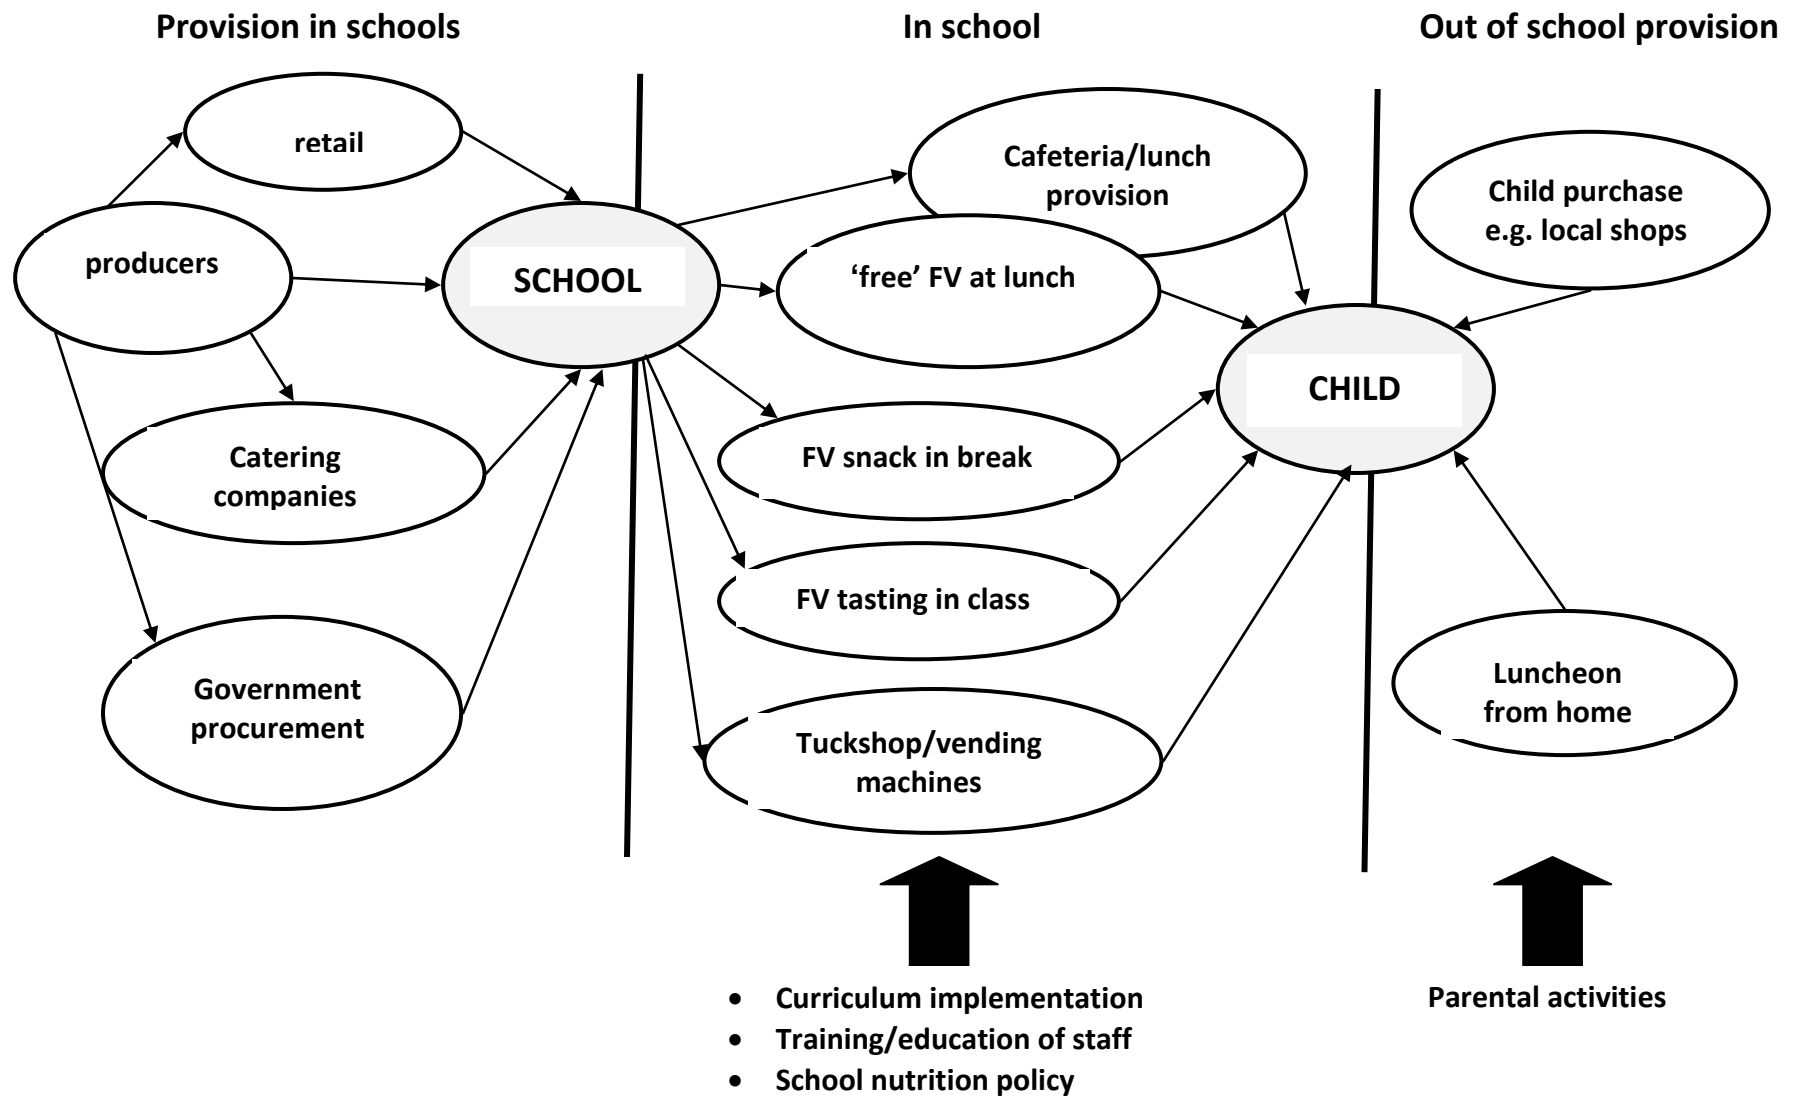 Provision in schools
In school
Out of school provision
retail
producers
SCHOOL
Catering
companies
Government
procurement
Cafeteria/lunch
provision
‘free’ FV at lunch
FV snack in break
FV tasting in class
Tuckshop/vending
machines
CHILD
Child purchase
e.g. local shops
Luncheon
from home
• Curriculum implementation
• Training/education of staff
• School nutrition policy
Parental activities